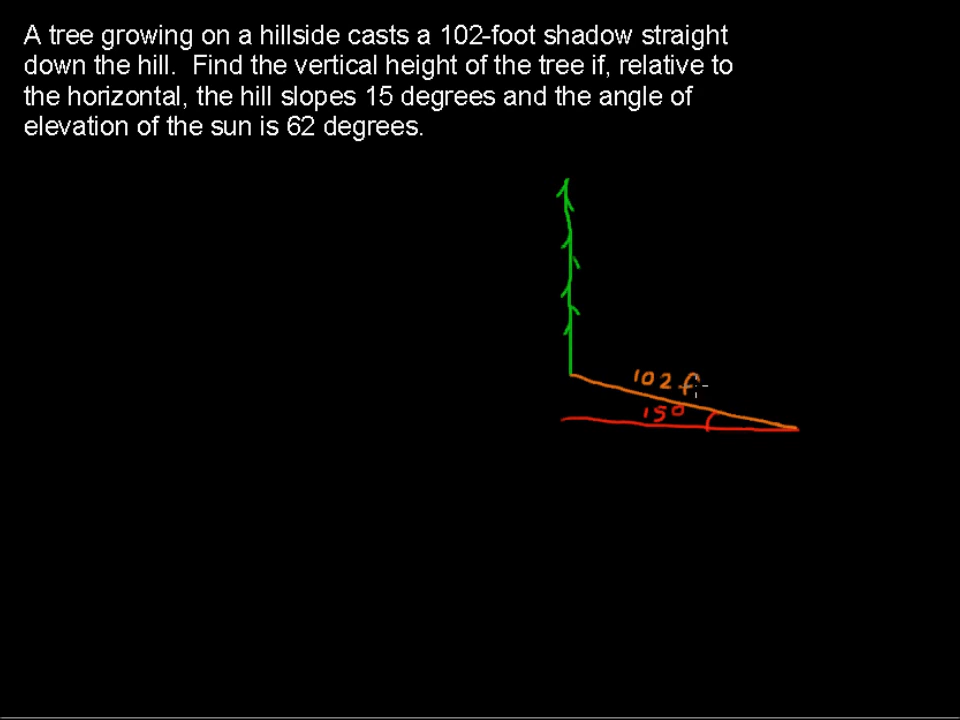 A tree growing on a hillside casts a 102-foot shadow straight
down the hill.  Find the vertical height of the tree if, relative to
the horizontal, the hill slopes 15 degrees and the angle of
elevation of the sun is 62 degrees.
102 f
15°